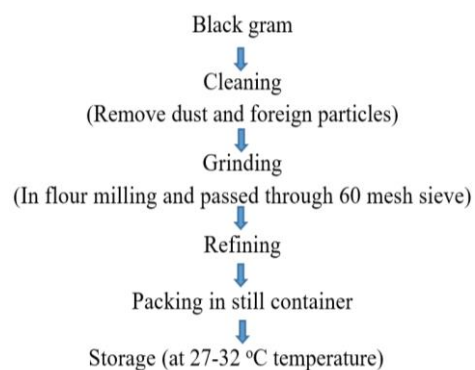 Black gram
Cleaning
(Remove dust and foreign particles)
Grinding
(In flour milling and passed through 60 mesh sieve)
Refining
Packing in still container
Storage (at 27-32 °C temperature)